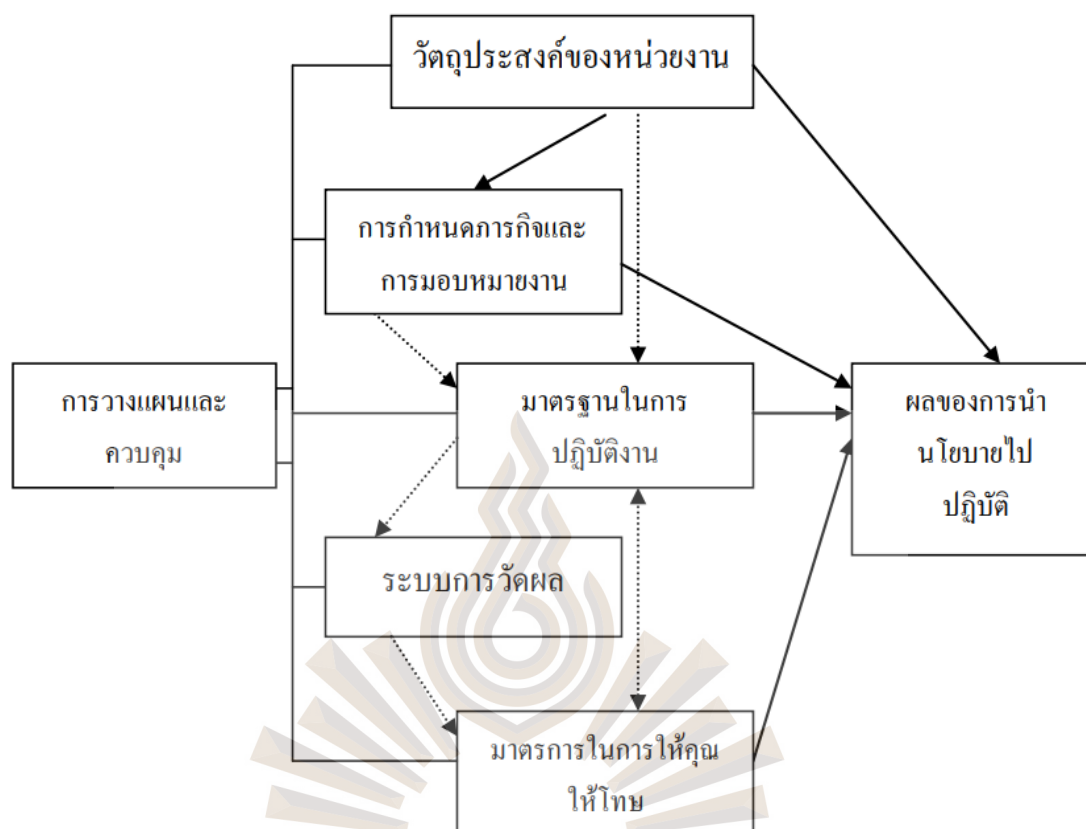 วัตถุประสงค์ของหน่วยงาน
การกำหนดภารกิจและ
การมอบหมายงาน
การวางแผนและ
ควบคุม
มาตรฐานในการ
ปฏิบัติงาน
ผลของการนำ
นโยบายไป
ปฏิบัติ
ระบบการวัดผล
มาตรการในการให้คุณ
ให้โทษ